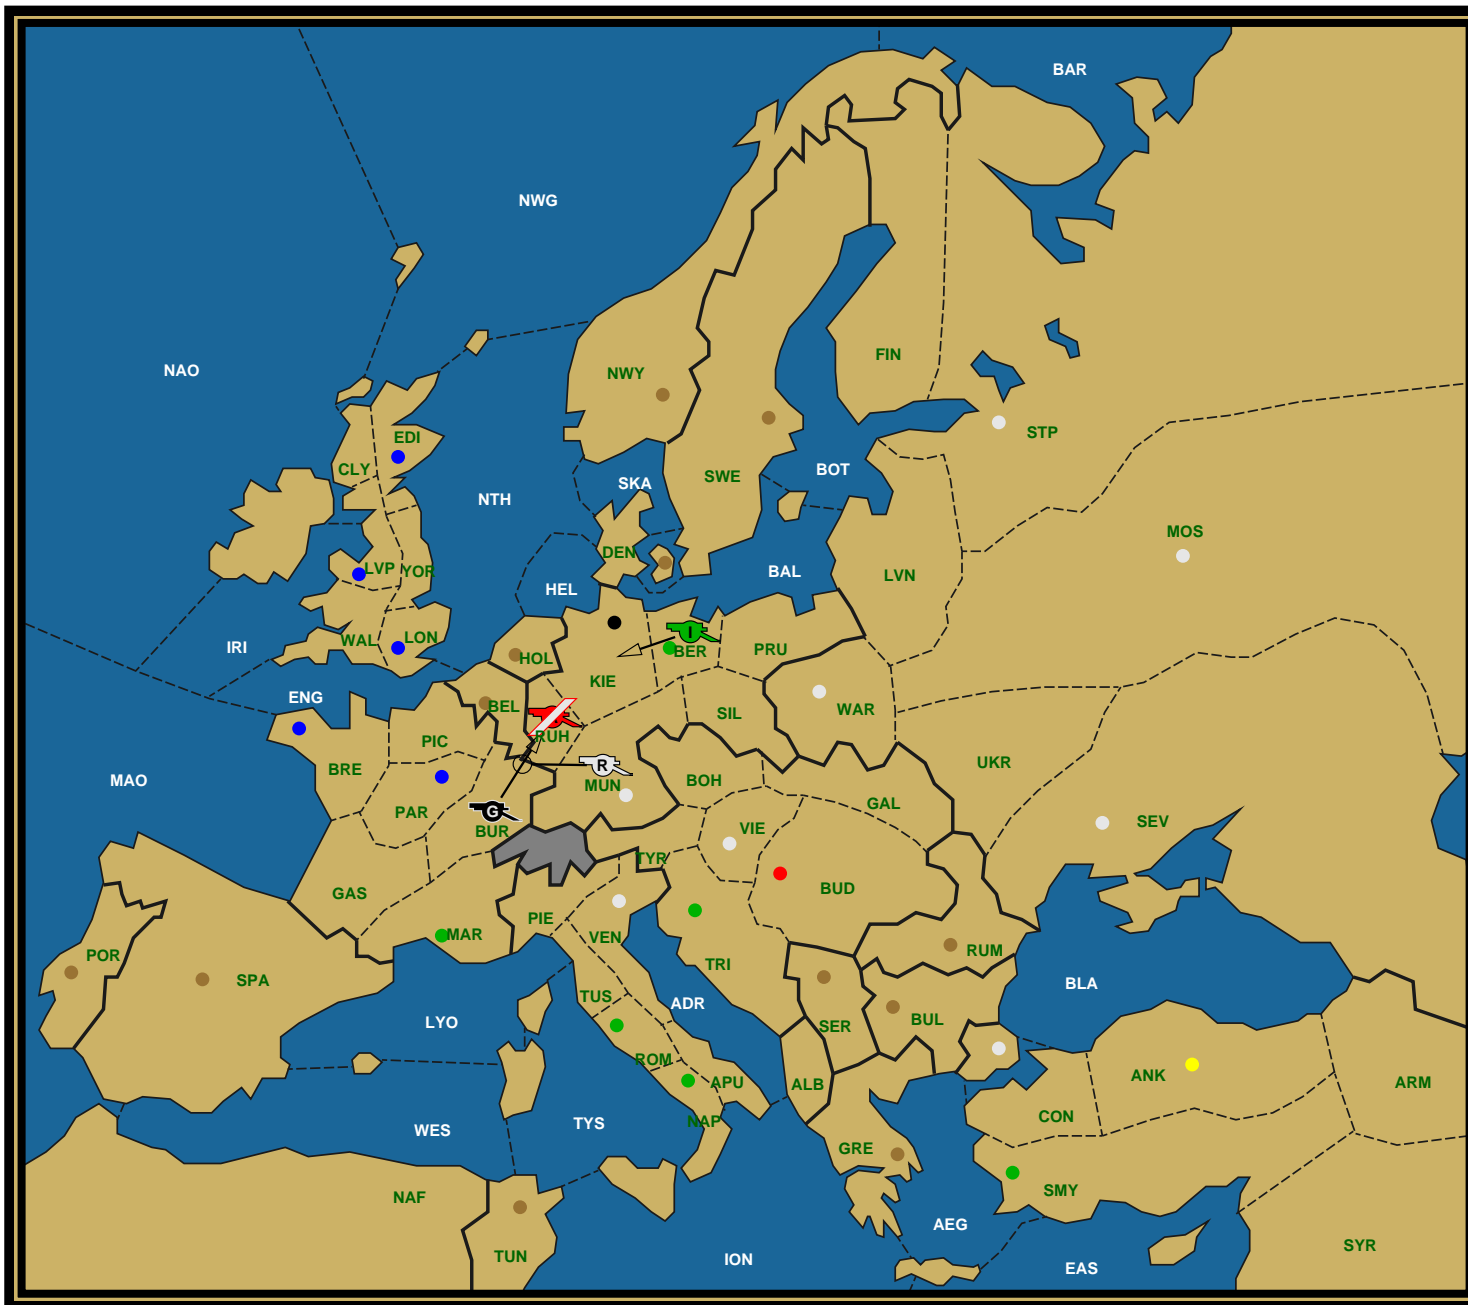 BAR
NWG
NAO
FIN
NWY
STP
EDI
CLY
SWE
BOT
SKA
NTH
MOS
DEN
LVP
YOR
BAL
LVN
HEL
I
WAL
LON
IRI
HOL
BER
PRU
KIE
ENG
BEL
SIL
WAR
RUH
PIC
UKR
BRE
R
MUN
BOH
MAO
PAR
G
GAL
BUR
VIE
SEV
TYR
BUD
GAS
PIE
MAR
VEN
POR
SPA
TRI
RUM
BLA
TUS
ADR
LYO
SER
BUL
ROM
APU
ALB
ANK
ARM
CON
NAP
TYS
WES
GRE
SMY
NAF
AEG
SYR
TUN
ION
EAS